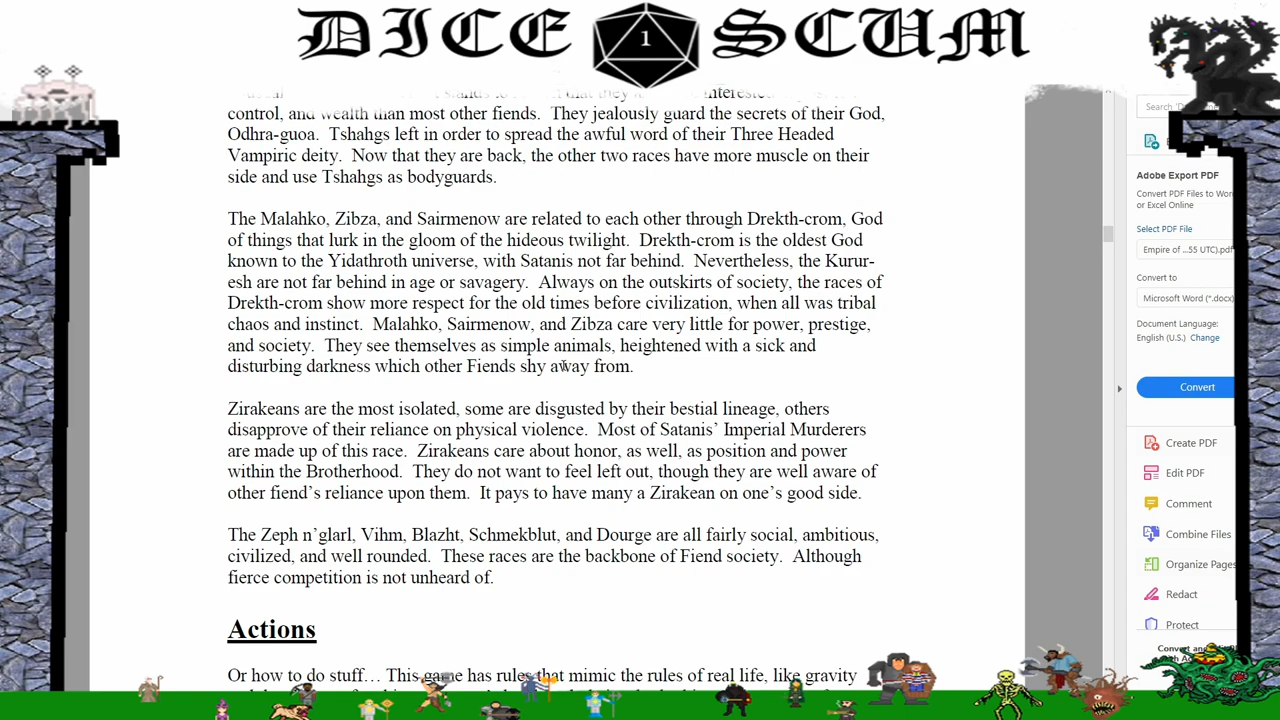 DICE 1 SCUM
control, and wealth than most other fiends.  They jealously guard the secrets of their God,
Odhra-guoa.  Tshahgs left in order to spread the awful word of their Three Headed
Vampiric deity.  Now that they are back, the other two races have more muscle on their
side and use Tshahgs as bodyguards.
The Malahko, Zibza, and Sairmenow are related to each other through Drekth-crom, God
of things that lurk in the gloom of the hideous twilight.  Drekth-crom is the oldest God
known to the Yidathroth universe, with Satanis not far behind.  Nevertheless, the Kurur-
esh are not far behind in age or savagery.  Always on the outskirts of society, the races of
Drekth-crom show more respect for the old times before civilization, when all was tribal
chaos and instinct.  Malahko, Sairmenow, and Zibza care very little for power, prestige,
and society.  They see themselves as simple animals, heightened with a sick and
disturbing darkness which other Fiends shy away from.
Zirakeans are the most isolated, some are disgusted by their bestial lineage, others
disapprove of their reliance on physical violence.  Most of Satanis' Imperial Murderers
are made up of this race.  Zirakeans care about honor, as well, as position and power
within the Brotherhood.  They do not want to feel left out, though they are well aware of
other fiend's reliance upon them.  It pays to have many a Zirakean on one's good side.
The Zeph n'glarl, Vihm, Blazht, Schmekblut, and Dourge are all fairly social, ambitious,
civilized, and well rounded.  These races are the backbone of Fiend society.  Although
fierce competition is not unheard of.
Actions
Or how to do stuff… This game has rules that mimic the rules of real life, like gravity
Search
Adobe Export PDF
Convert PDF Files to Wor
or Excel Online
Select PDF File
Empire of ...55 UTC).pdf
Convert to
Microsoft Word (*.docx)
Document Language:
English (U.S.) Change
Convert
Create PDF
Edit PDF
Comment
Combine Files
Organize Pages
Redact
Protect